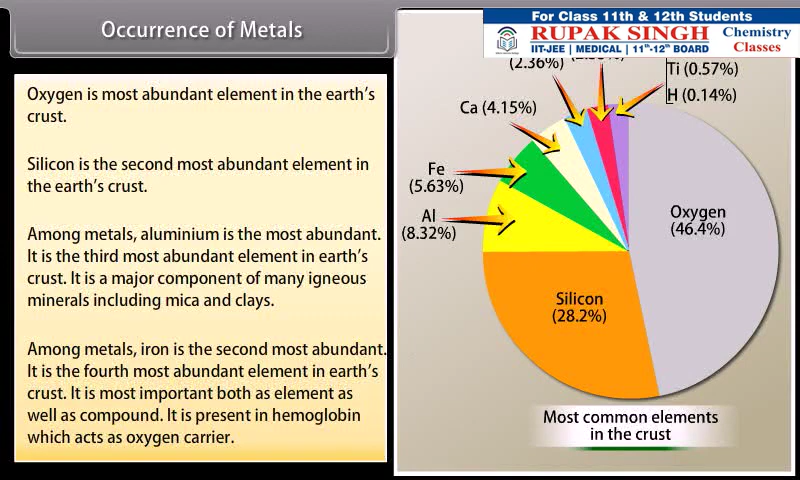 Occurrence of Metals
For Class 11th & 12th Students
RUPAK SINGH
Chemistry
Classes
IIT-JEE | MEDICAL | 11th-12th BOARD
Oxygen is most abundant element in the earth's
crust.
Silicon is the second most abundant element in
the earth's crust.
Among metals, aluminium is the most abundant.
It is the third most abundant element in earth's
crust. It is a major component of many igneous
minerals including mica and clays.
Among metals, iron is the second most abundant.
It is the fourth most abundant element in earth's
crust. It is most important both as element as
well as compound. It is present in hemoglobin
which acts as oxygen carrier.
(2.36%)
Ti (0.57%)
H (0.14%)
Ca (4.15%)
Fe
(5.63%)
Al
(8.32%)
Oxygen
(46.4%)
Silicon
(28.2%)
Most common elements
in the crust